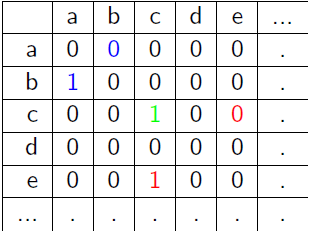 a b c d e ...
a 0 0 0 0 0 .
b 1 0 0 0 0 .
c 0 0 1 0 0 .
d 0 0 0 0 0 .
e 0 0 1 0 0 .
... . . . . . .